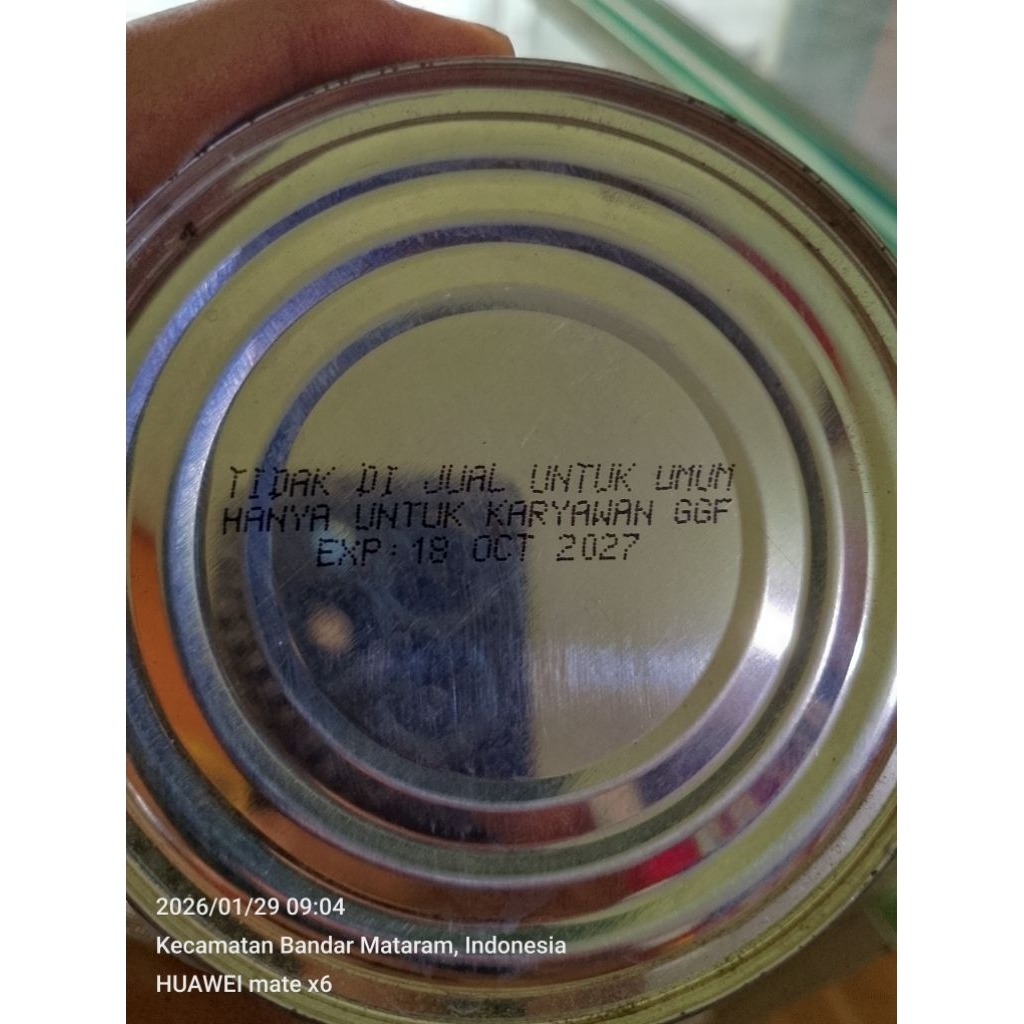 TIDAK DI JUAL UNTUK UMUM
HANYA UNTUK KARYAWAN GGF
EXP: 18 OCT 2027
2026/01/29 09:04
Kecamatan Bandar Mataram, Indonesia
HUAWEI mate x6